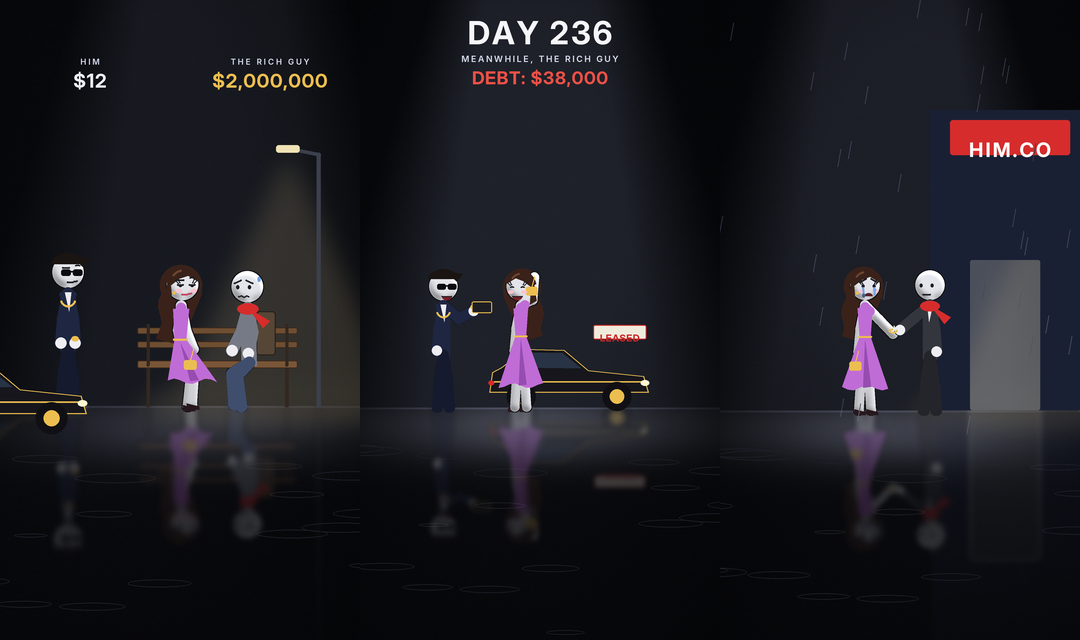 HIM
$12
THE RICH GUY
$2,000,000
DAY 236
MEANWHILE, THE RICH GUY
DEBT: $38,000
LEASED
HIM.CO